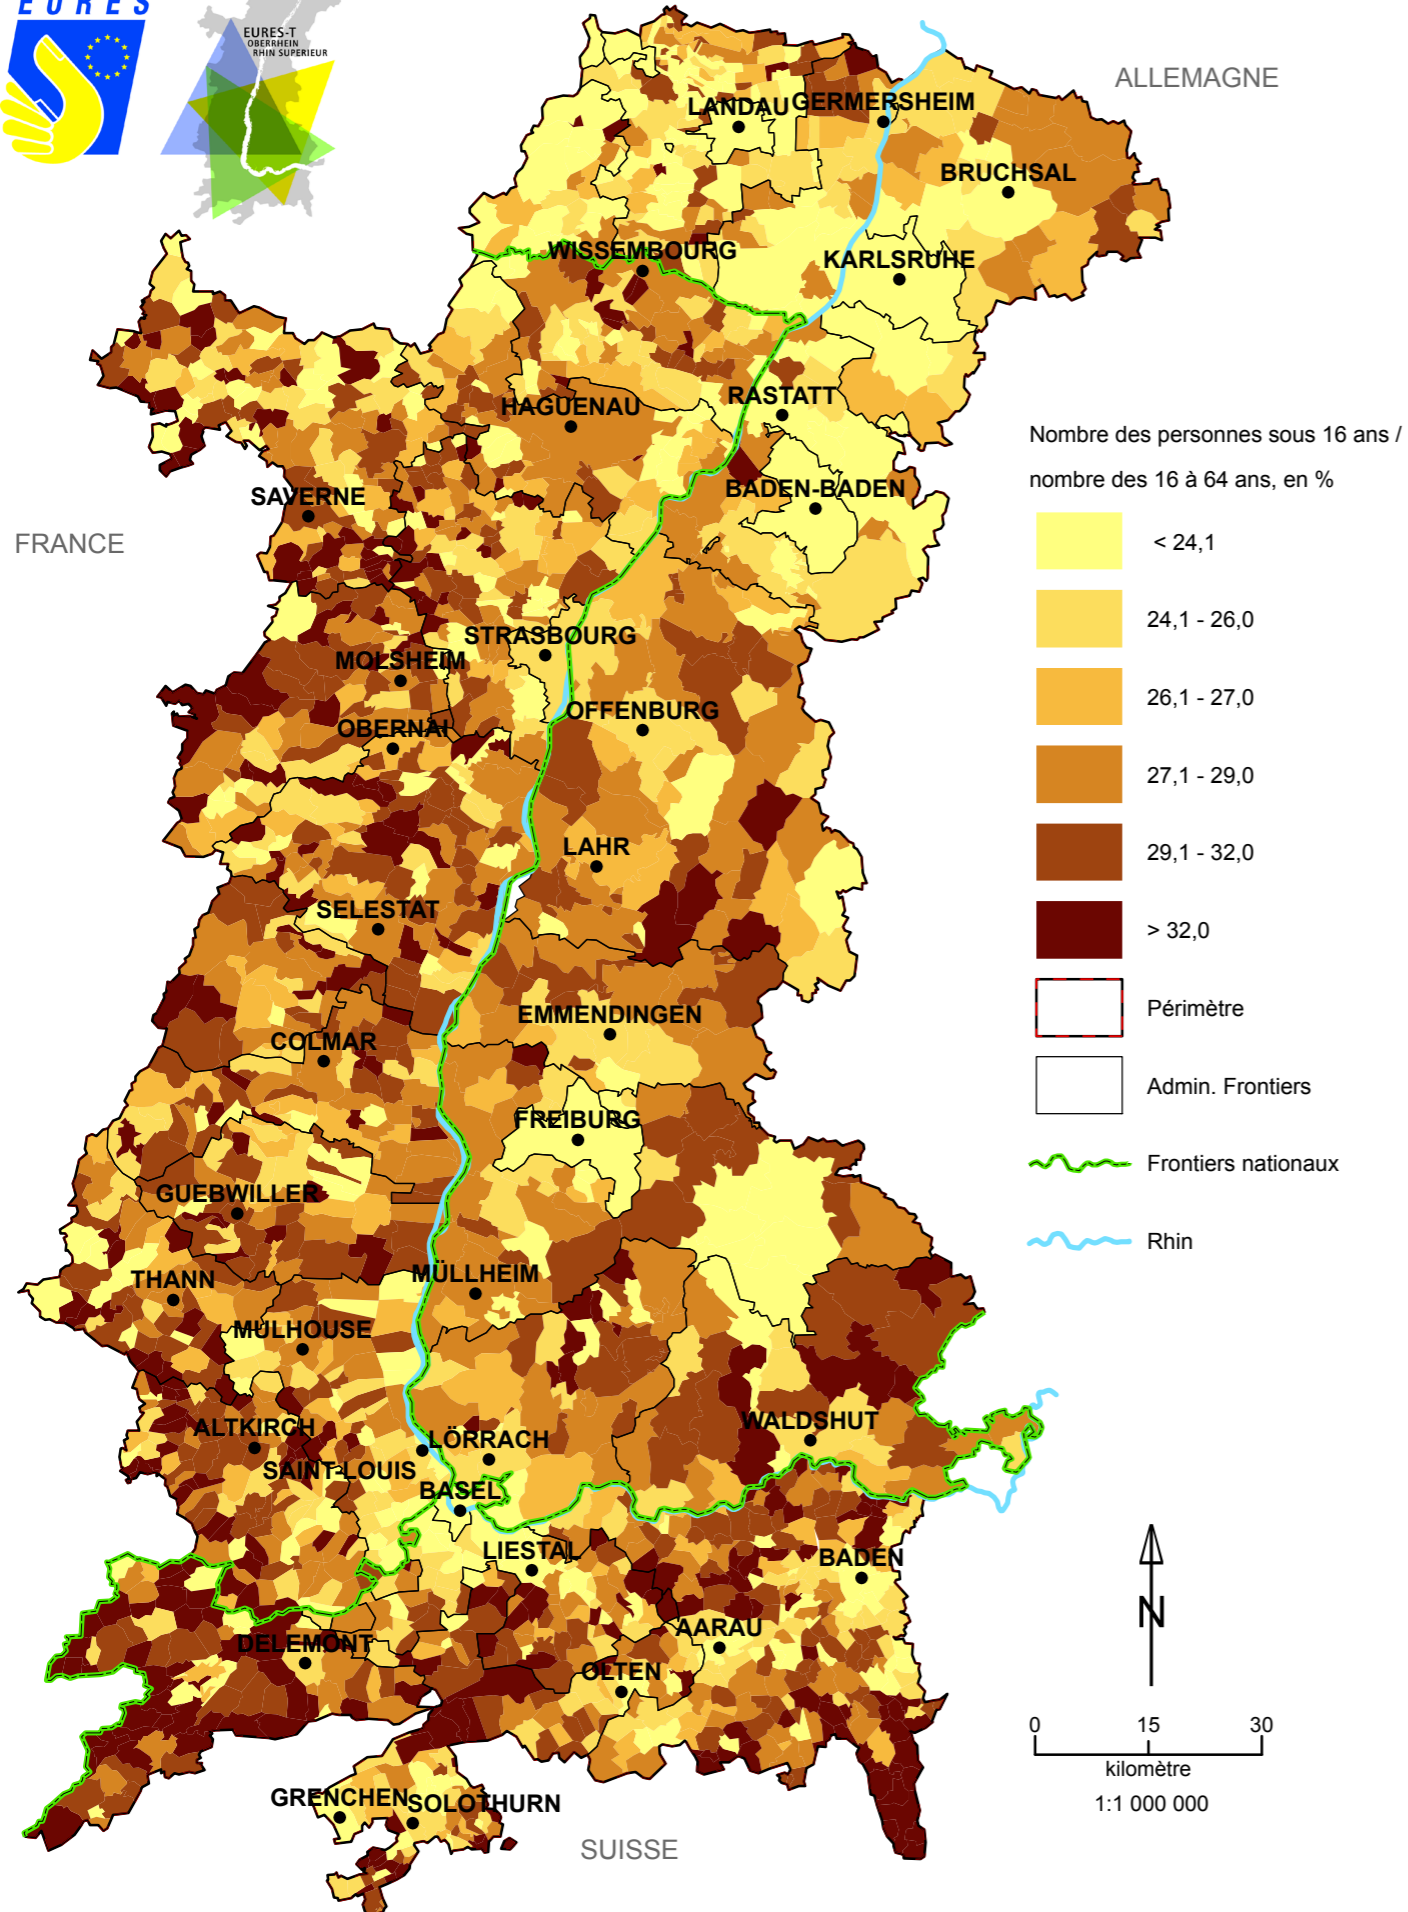 EURES
EURES-T
OBERRHEIN
RHIN SUPERIEUR
ALLEMAGNE
LANDAU
GERMERSHEIM
BRUCHSAL
WISSEMBOURG
KARLSRUHE
RASTATT
HAGUENAU
BADEN-BADEN
SAVERNE
FRANCE
STRASBOURG
MOLSHEIM
OFFENBURG
OBERNAI
LAHR
SELESTAT
EMMENDINGEN
COLMAR
FREIBURG
GUEBWILLER
THANN
MÜLLHEIM
MULHOUSE
ALTKIRCH
LÖRRACH
WALDSHUT
SAINT-LOUIS
BASEL
LIESTAL
BADEN
AARAU
DELEMONT
OLTEN
GRENCHEN
SOLOTHURN
SUISSE
Nombre des personnes sous 16 ans /
nombre des 16 à 64 ans, en %
< 24,1
24,1 - 26,0
26,1 - 27,0
27,1 - 29,0
29,1 - 32,0
> 32,0
Périmètre
Admin. Frontiers
Frontiers nationaux
Rhin
N
0 15 30
kilomètre
1:1 000 000